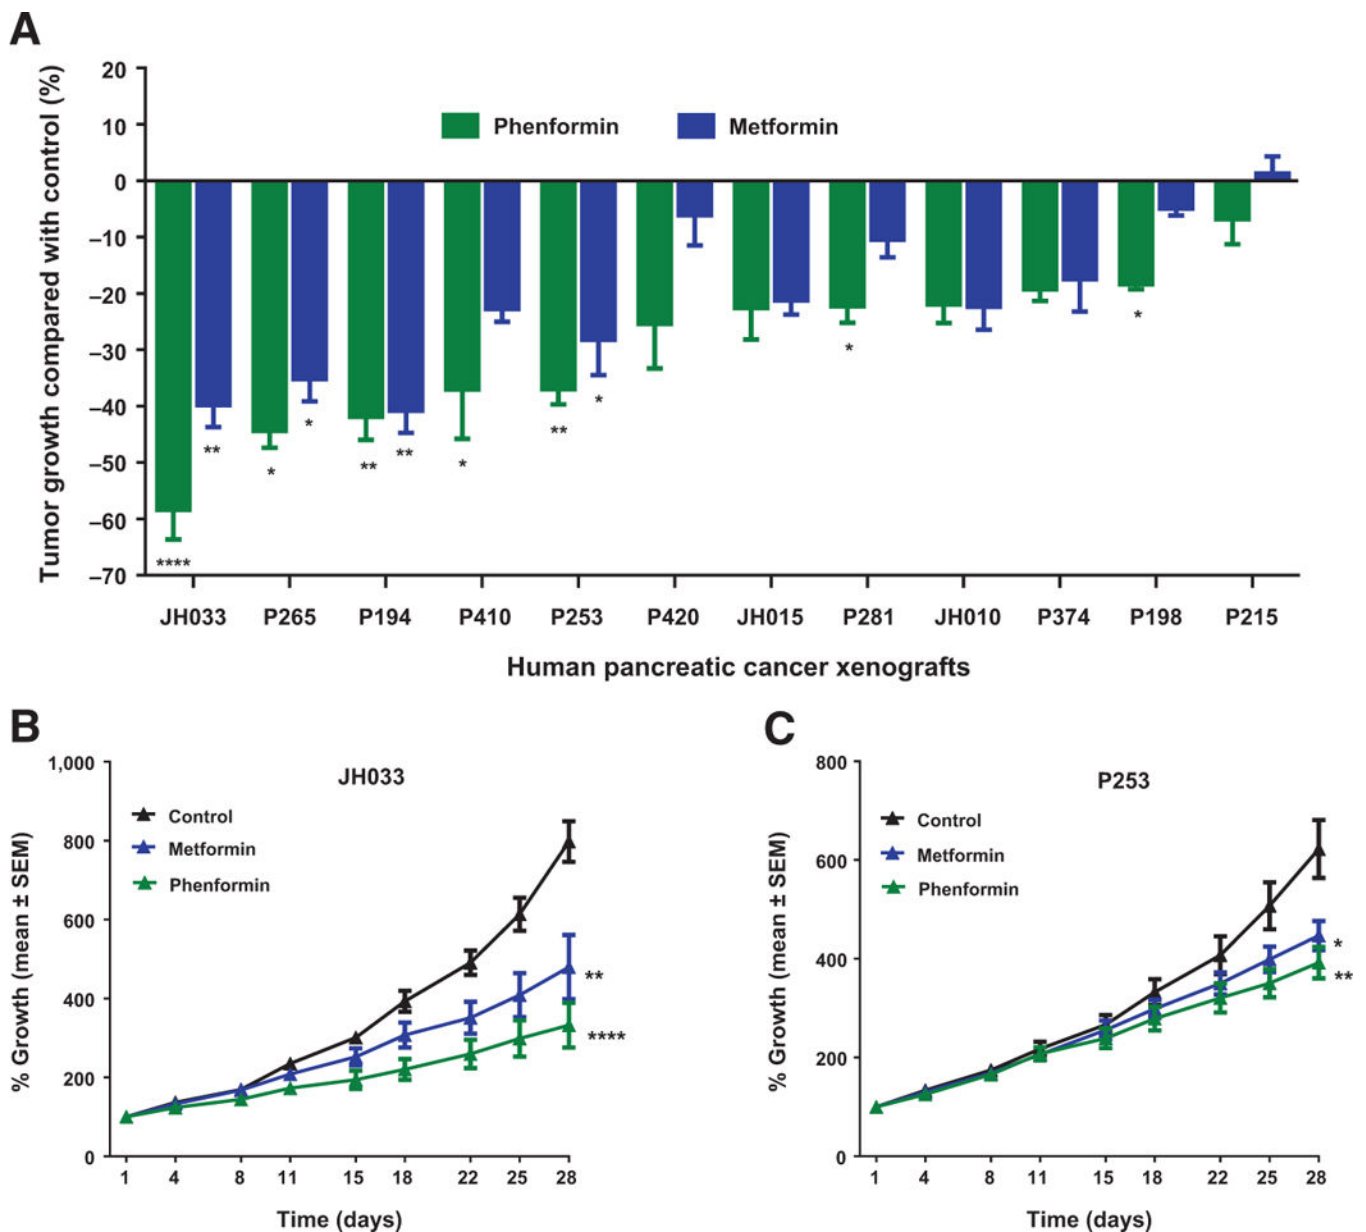 A
Tumor growth compared with control (%)
20
10
0
–10
–20
–30
–40
–50
–60
–70
Phenformin Metformin
**** ** * * ** ** * ** * * *
JH033 P265 P194 P410 P253 P420 JH015 P281 JH010 P374 P198 P215
Human pancreatic cancer xenografts
B
% Growth (mean ± SEM)
1,000
800
600
400
200
0
JH033
Control
Metformin
Phenformin
**
****
1 4 8 11 15 18 22 25 28
Time (days)
C
% Growth (mean ± SEM)
800
600
400
200
0
P253
Control
Metformin
Phenformin
*
**
1 4 8 11 15 18 22 25 28
Time (days)